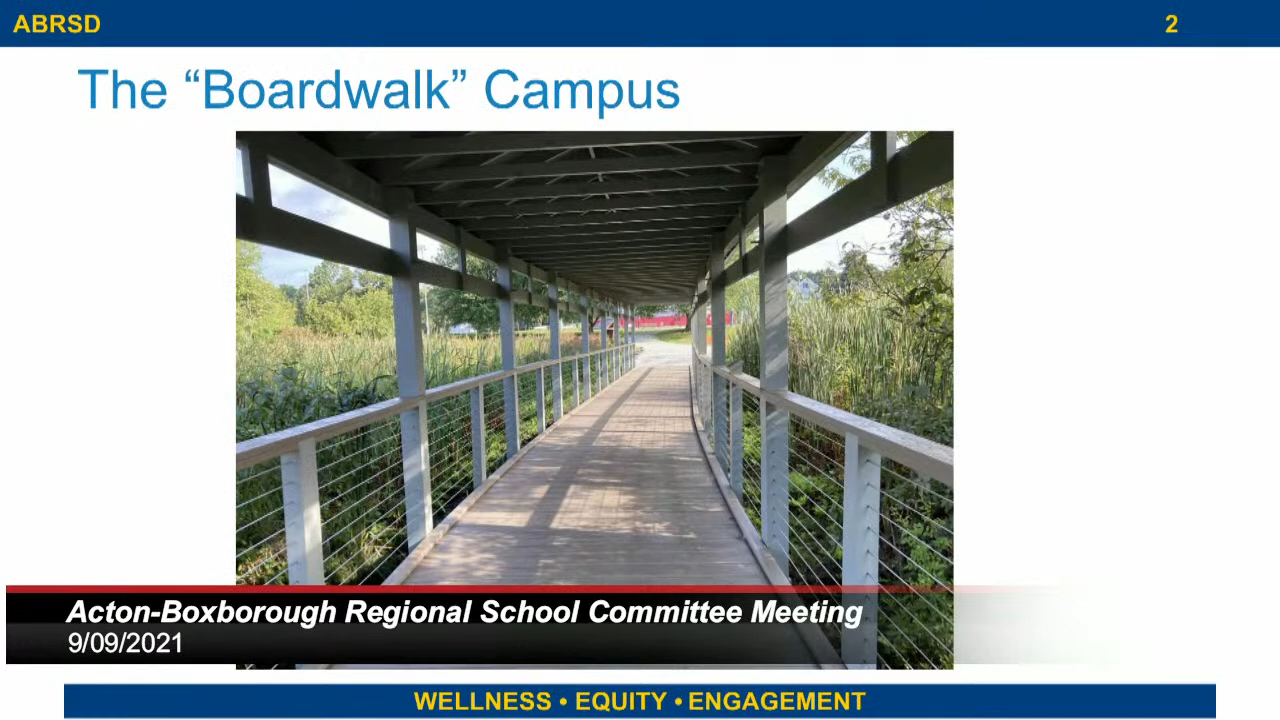 ABRSD
2
The “Boardwalk” Campus
Acton-Boxborough Regional School Committee Meeting
9/09/2021
WELLNESS • EQUITY • ENGAGEMENT